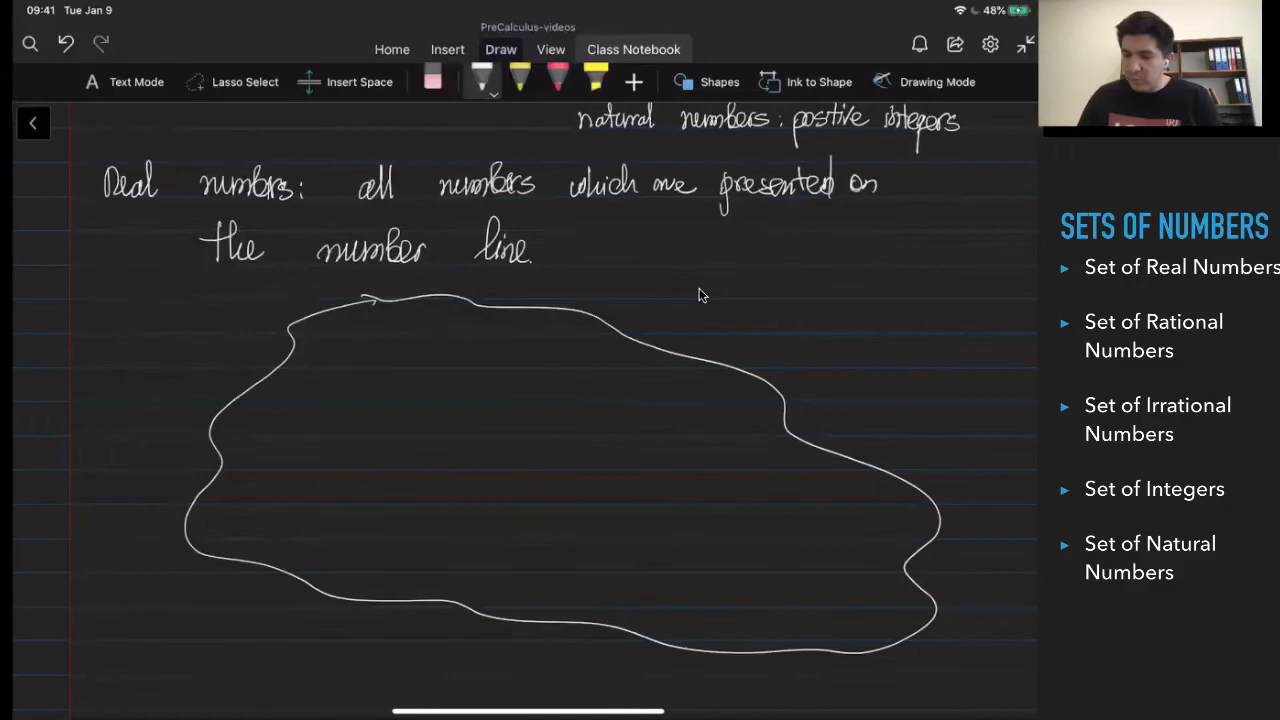 09:41 Tue Jan 9
48%
PreCalculus-videos
Home Insert Draw View Class Notebook
Text Mode Lasso Select Insert Space Shapes Ink to Shape Drawing Mode
natural numbers: postive integers
Real numbers: all numbers which are presented on
the number line.
SETS OF NUMBERS
Set of Real Numbers
Set of Rational
Numbers
Set of Irrational
Numbers
Set of Integers
Set of Natural
Numbers